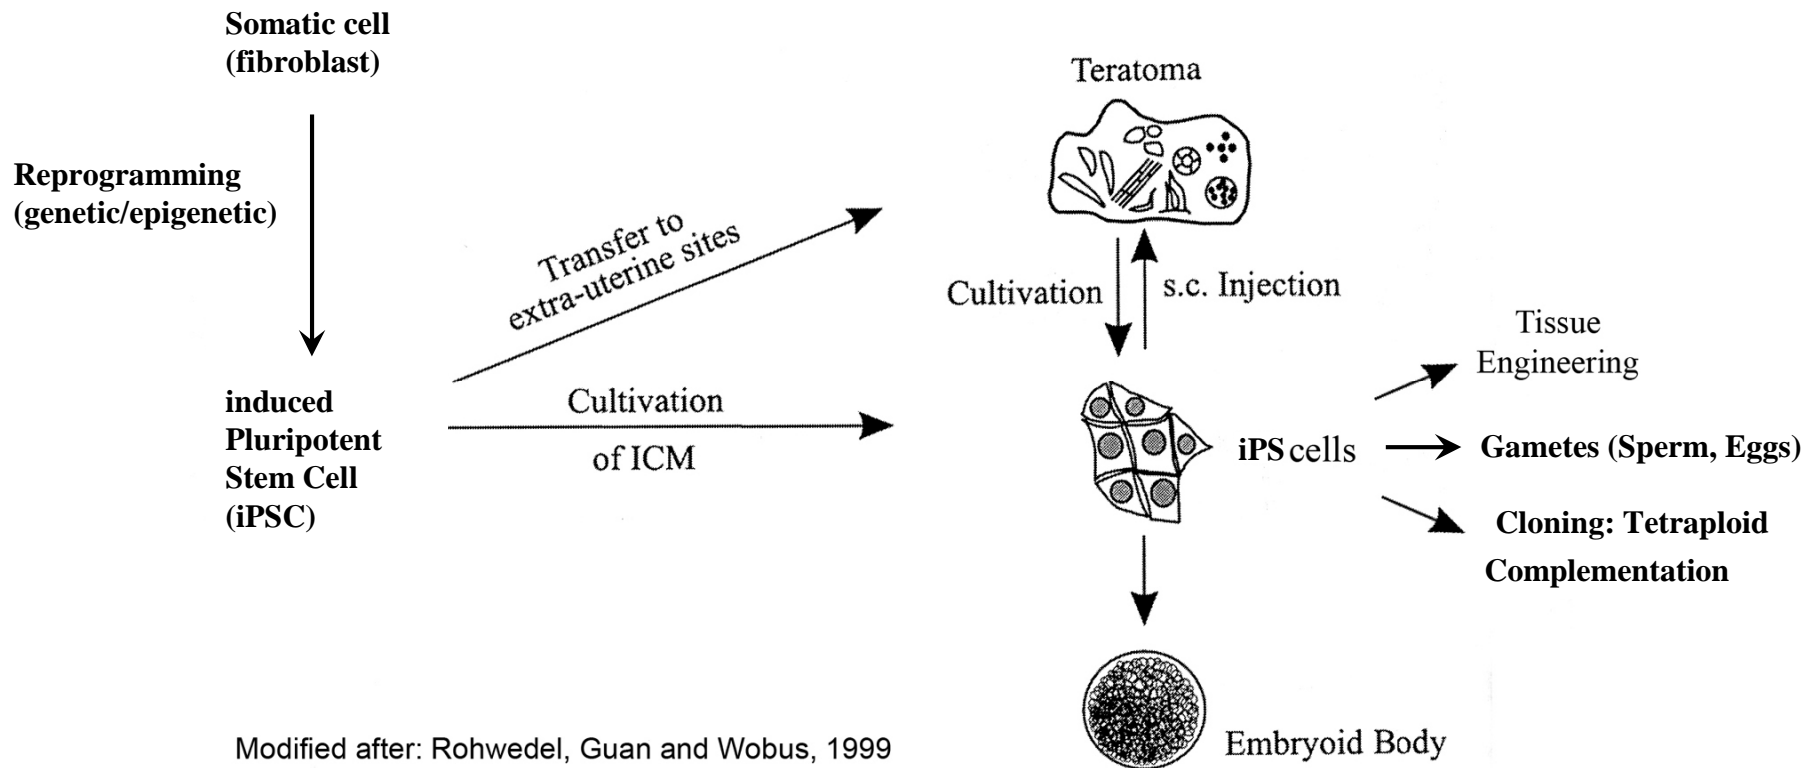 Somatic cell
(fibroblast)
Reprogramming
(genetic/epigenetic)
induced
Pluripotent
Stem Cell
(iPSC)
Transfer to
extra-uterine sites
Cultivation
of ICM
Teratoma
Cultivation
s.c. Injection
iPS cells
Tissue
Engineering
Gametes (Sperm, Eggs)
Cloning: Tetraploid
Complementation
Embryoid Body
Modified after: Rohwedel, Guan and Wobus, 1999